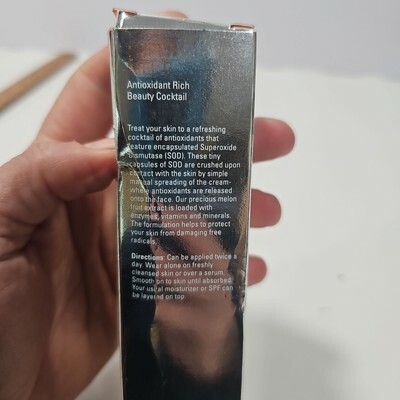 Antioxidant Rich
Beauty Cocktail
Treat your skin to a refreshing
cocktail of antioxidants that
feature encapsulated Superoxide
Dismutase (SOD). These tiny
capsules of SOD are crushed upon
contact with the skin by simple
manual spreading of the cream-
where antioxidants are released
onto the face. Our precious melon
fruit extract is loaded with
enzymes, vitamins and minerals.
The formulation helps to protect
your skin from damaging free
radicals.
Directions: Can be applied twice a
day. Wear alone on freshly
cleansed skin or over a serum.
Smooth on to skin until absorbed.
Your usual moisturizer or SPF can
be layered on top.